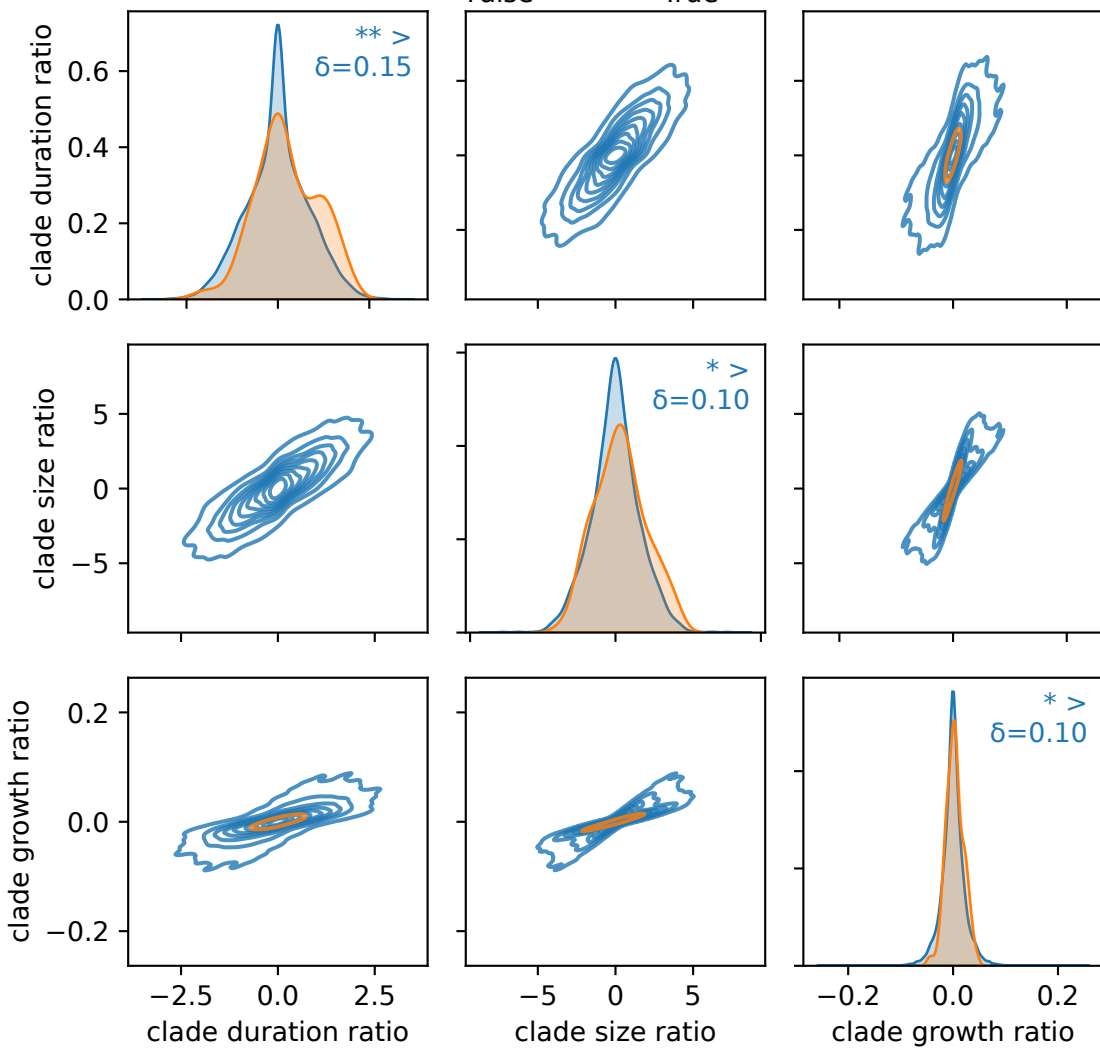 clade duration ratio
0.6
0.4
0.2
0.0
** >
δ=0.15
clade size ratio
5
0
−5
* >
δ=0.10
clade growth ratio
0.2
0.0
−0.2
* >
δ=0.10
−2.5 0.0 2.5
−5 0 5
−0.2 0.0 0.2
clade duration ratio
clade size ratio
clade growth ratio